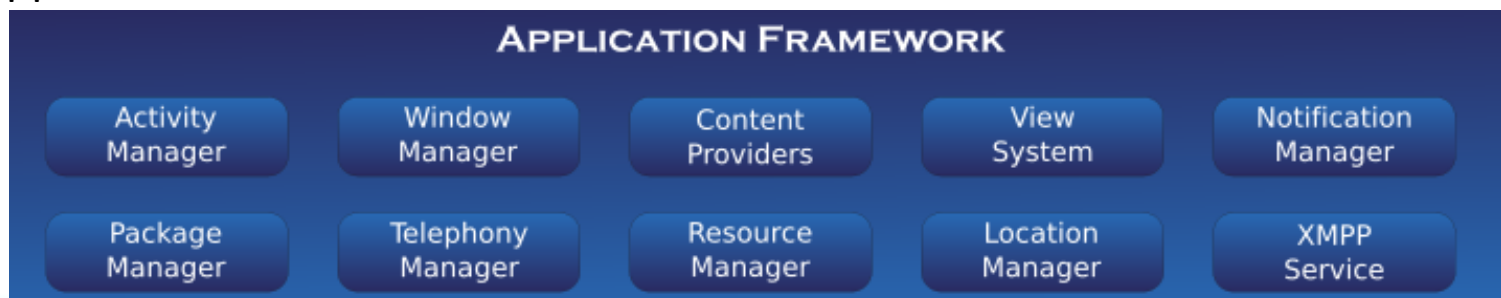 APPLICATION FRAMEWORK
Activity Manager
Window Manager
Content Providers
View System
Notification Manager
Package Manager
Telephony Manager
Resource Manager
Location Manager
XMPP Service